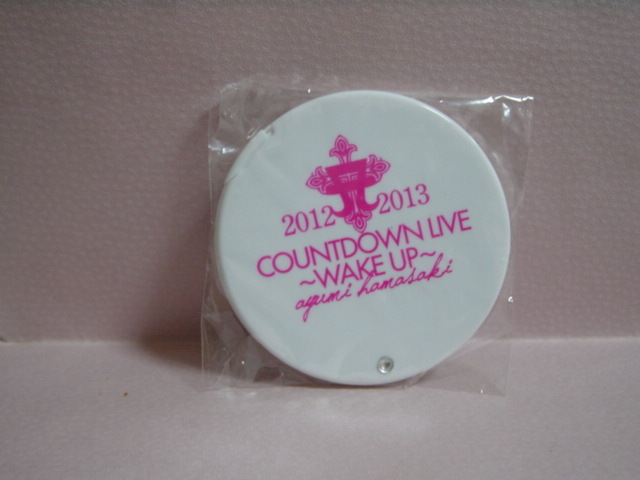 2012 2013
COUNTDOWN LIVE
~WAKE UP~
ayumi hamasaki